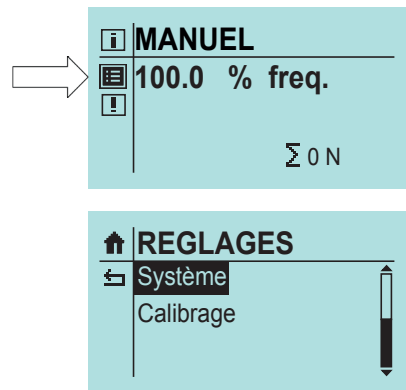 MANUEL
100.0 % freq.
Σ 0 N
REGLAGES
Système
Calibrage